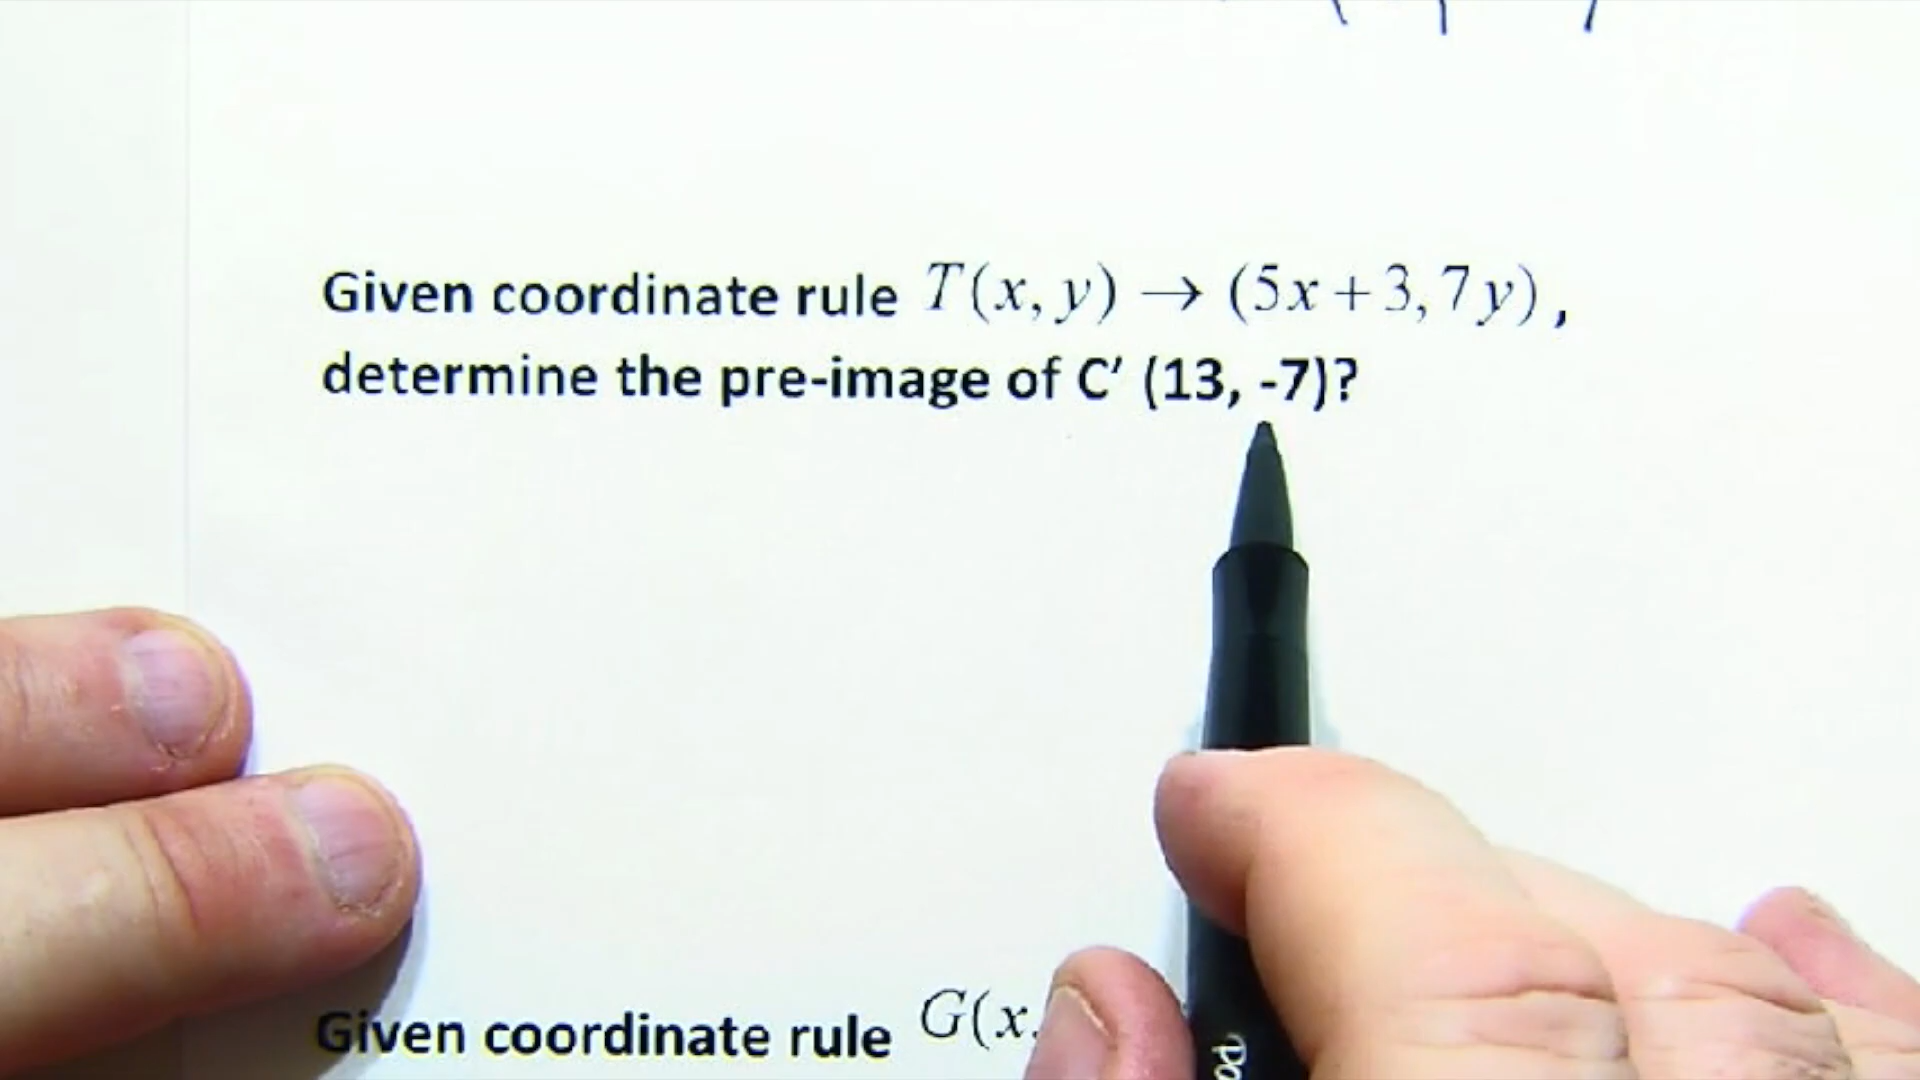 Given coordinate rule T(x, y) → (5x + 3, 7y) ,
determine the pre-image of C′ (13, -7)?
Given coordinate rule G(x